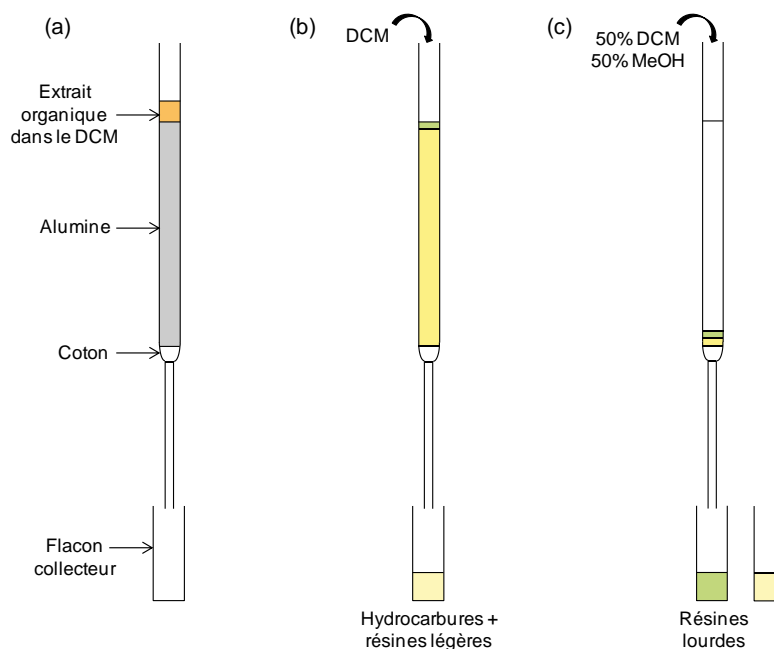 (a)
Extrait
organique
dans le DCM
Alumine
Coton
Flacon
collecteur
(b)
DCM
Hydrocarbures +
résines légères
(c)
50% DCM
50% MeOH
Résines
lourdes